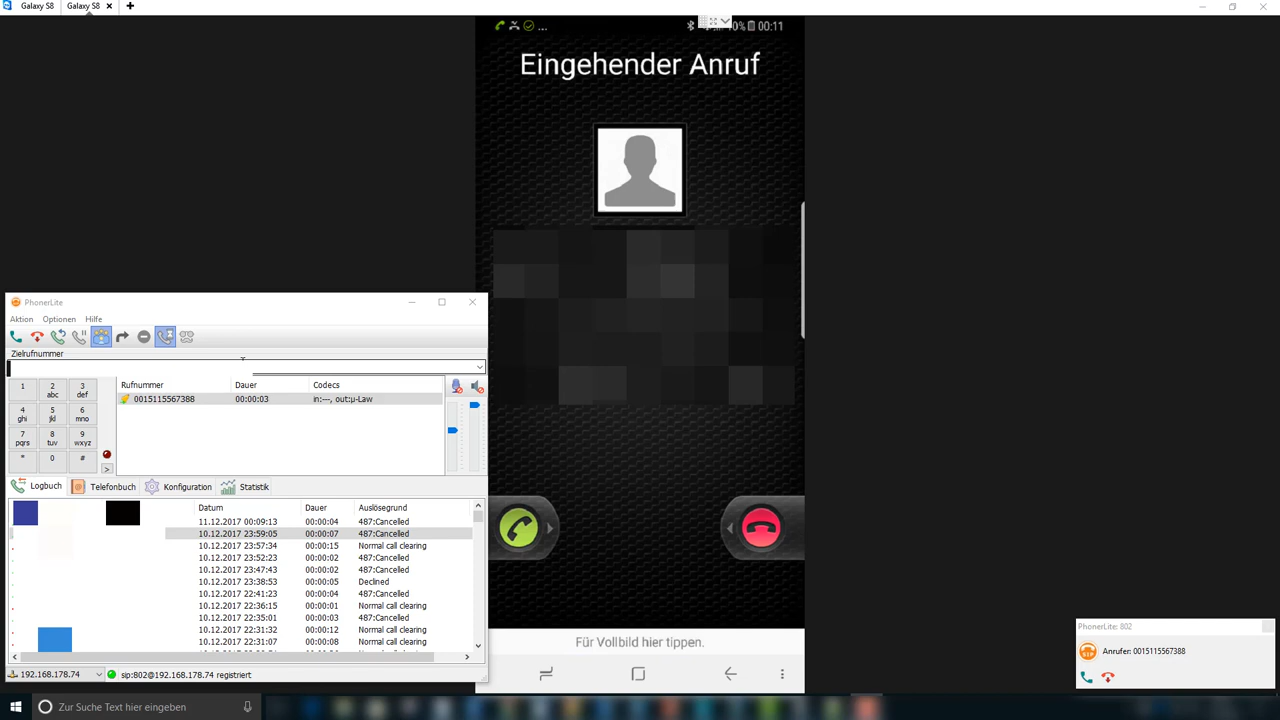 Galaxy S8
Galaxy S8
10%
00:11
Eingehender Anruf
PhonerLite
Aktion Optionen Hilfe
Zielrufnummer
1 2 abc 3 def
4 ghi 5 jkl 6 mno
7 pqrs 8 tuv 9 wxyz
* 0 # >
Rufnummer Dauer Codecs
0015115567388 00:00:03 in:---, out:µ-Law
Logbuch Telefonbuch Konfiguration Statistik
Datum Dauer Auslösegrund
11.12.2017 00:09:13 00:00:04 487:Cancelled
10.12.2017 23:59:05 00:00:07 487:Cancelled
10.12.2017 23:57:34 00:00:15 Normal call clearing
10.12.2017 23:52:23 00:00:02 487:Cancelled
10.12.2017 23:47:43 00:00:02 487:Cancelled
10.12.2017 23:38:53 00:00:05 Declined
10.12.2017 22:41:23 00:00:04 487:Cancelled
10.12.2017 22:36:15 00:00:01 Normal call clearing
10.12.2017 22:35:01 00:00:03 487:Cancelled
10.12.2017 22:31:32 00:00:12 Normal call clearing
10.12.2017 22:31:07 00:00:08 Normal call clearing
192.168.178.74 sip:802@192.168.178.74 registriert
Für Vollbild hier tippen.
PhonerLite: 802
SIP
Anrufer: 0015115567388
Zur Suche Text hier eingeben